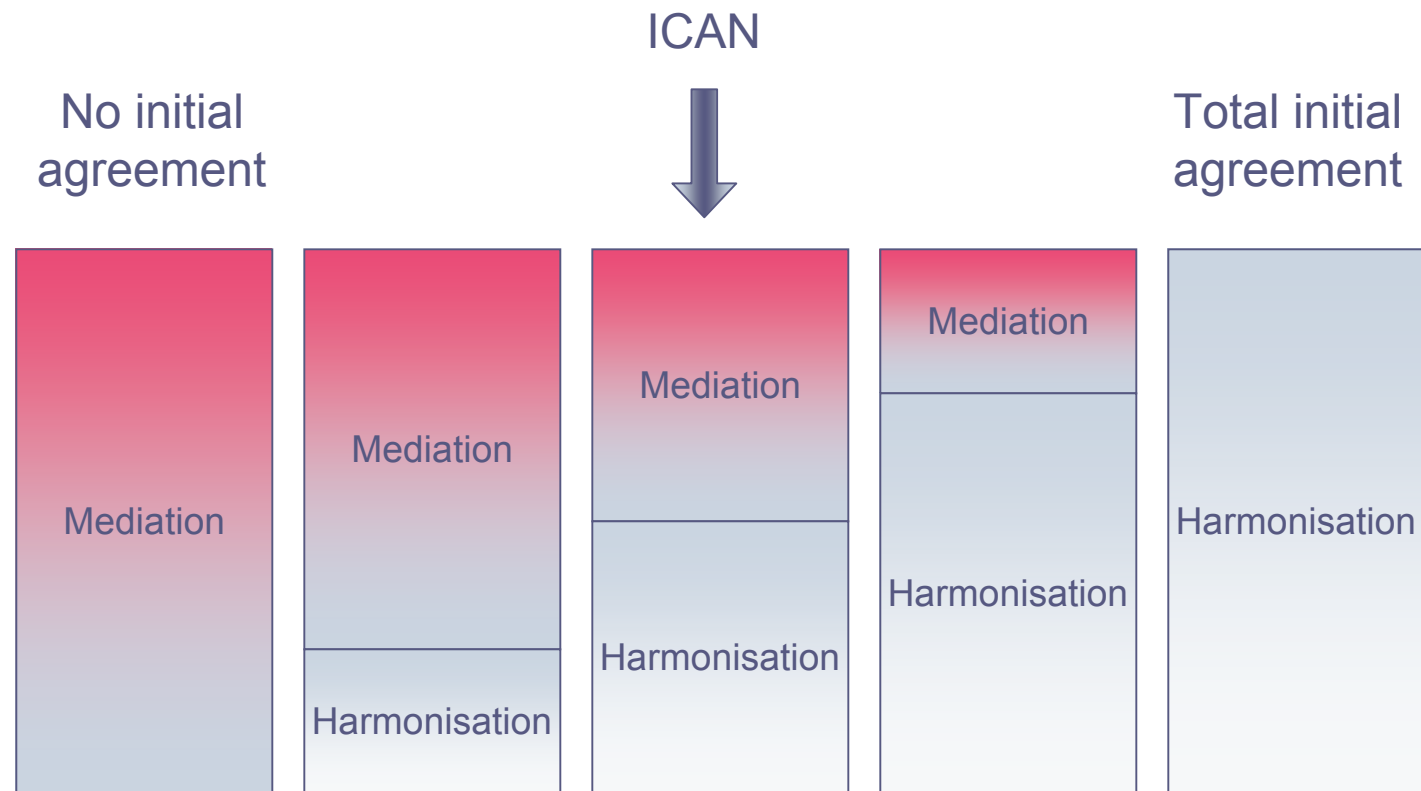 ICAN
No initial
agreement
Total initial
agreement
Mediation
Mediation
Harmonisation
Mediation
Harmonisation
Mediation
Harmonisation
Harmonisation